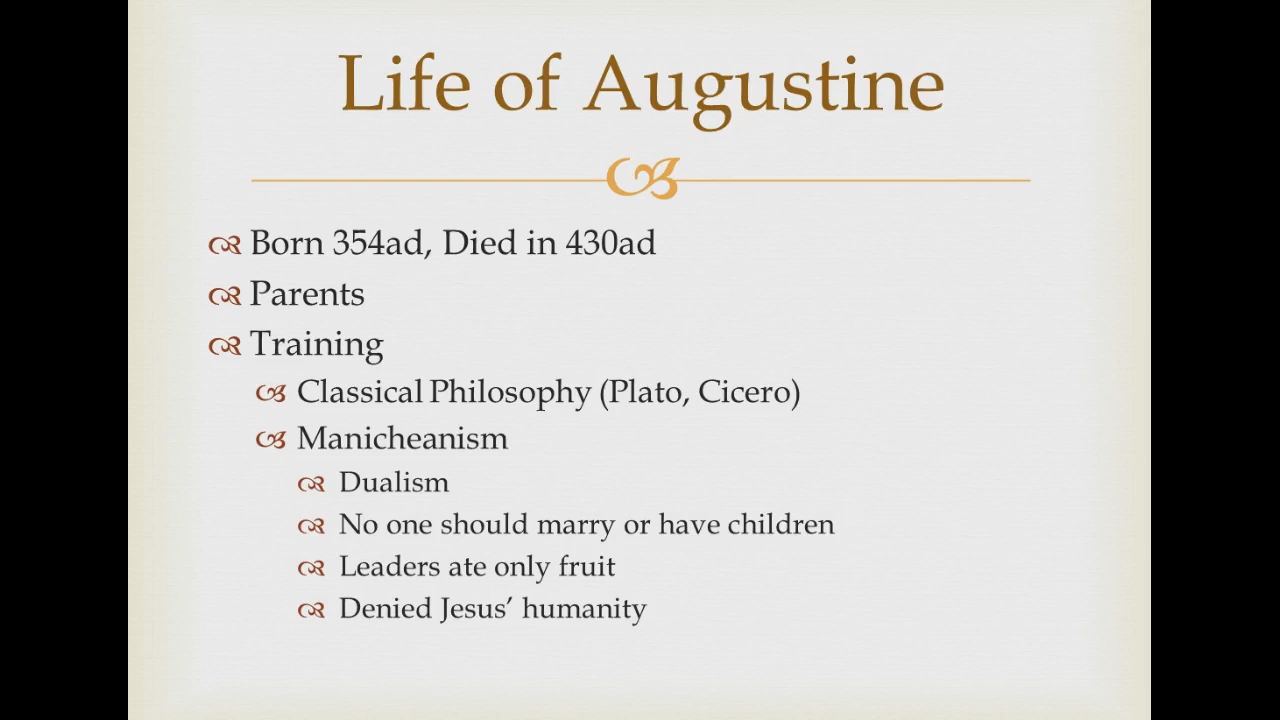 Life of Augustine
Born 354ad, Died in 430ad
Parents
Training
Classical Philosophy (Plato, Cicero)
Manicheanism
Dualism
No one should marry or have children
Leaders ate only fruit
Denied Jesus’ humanity